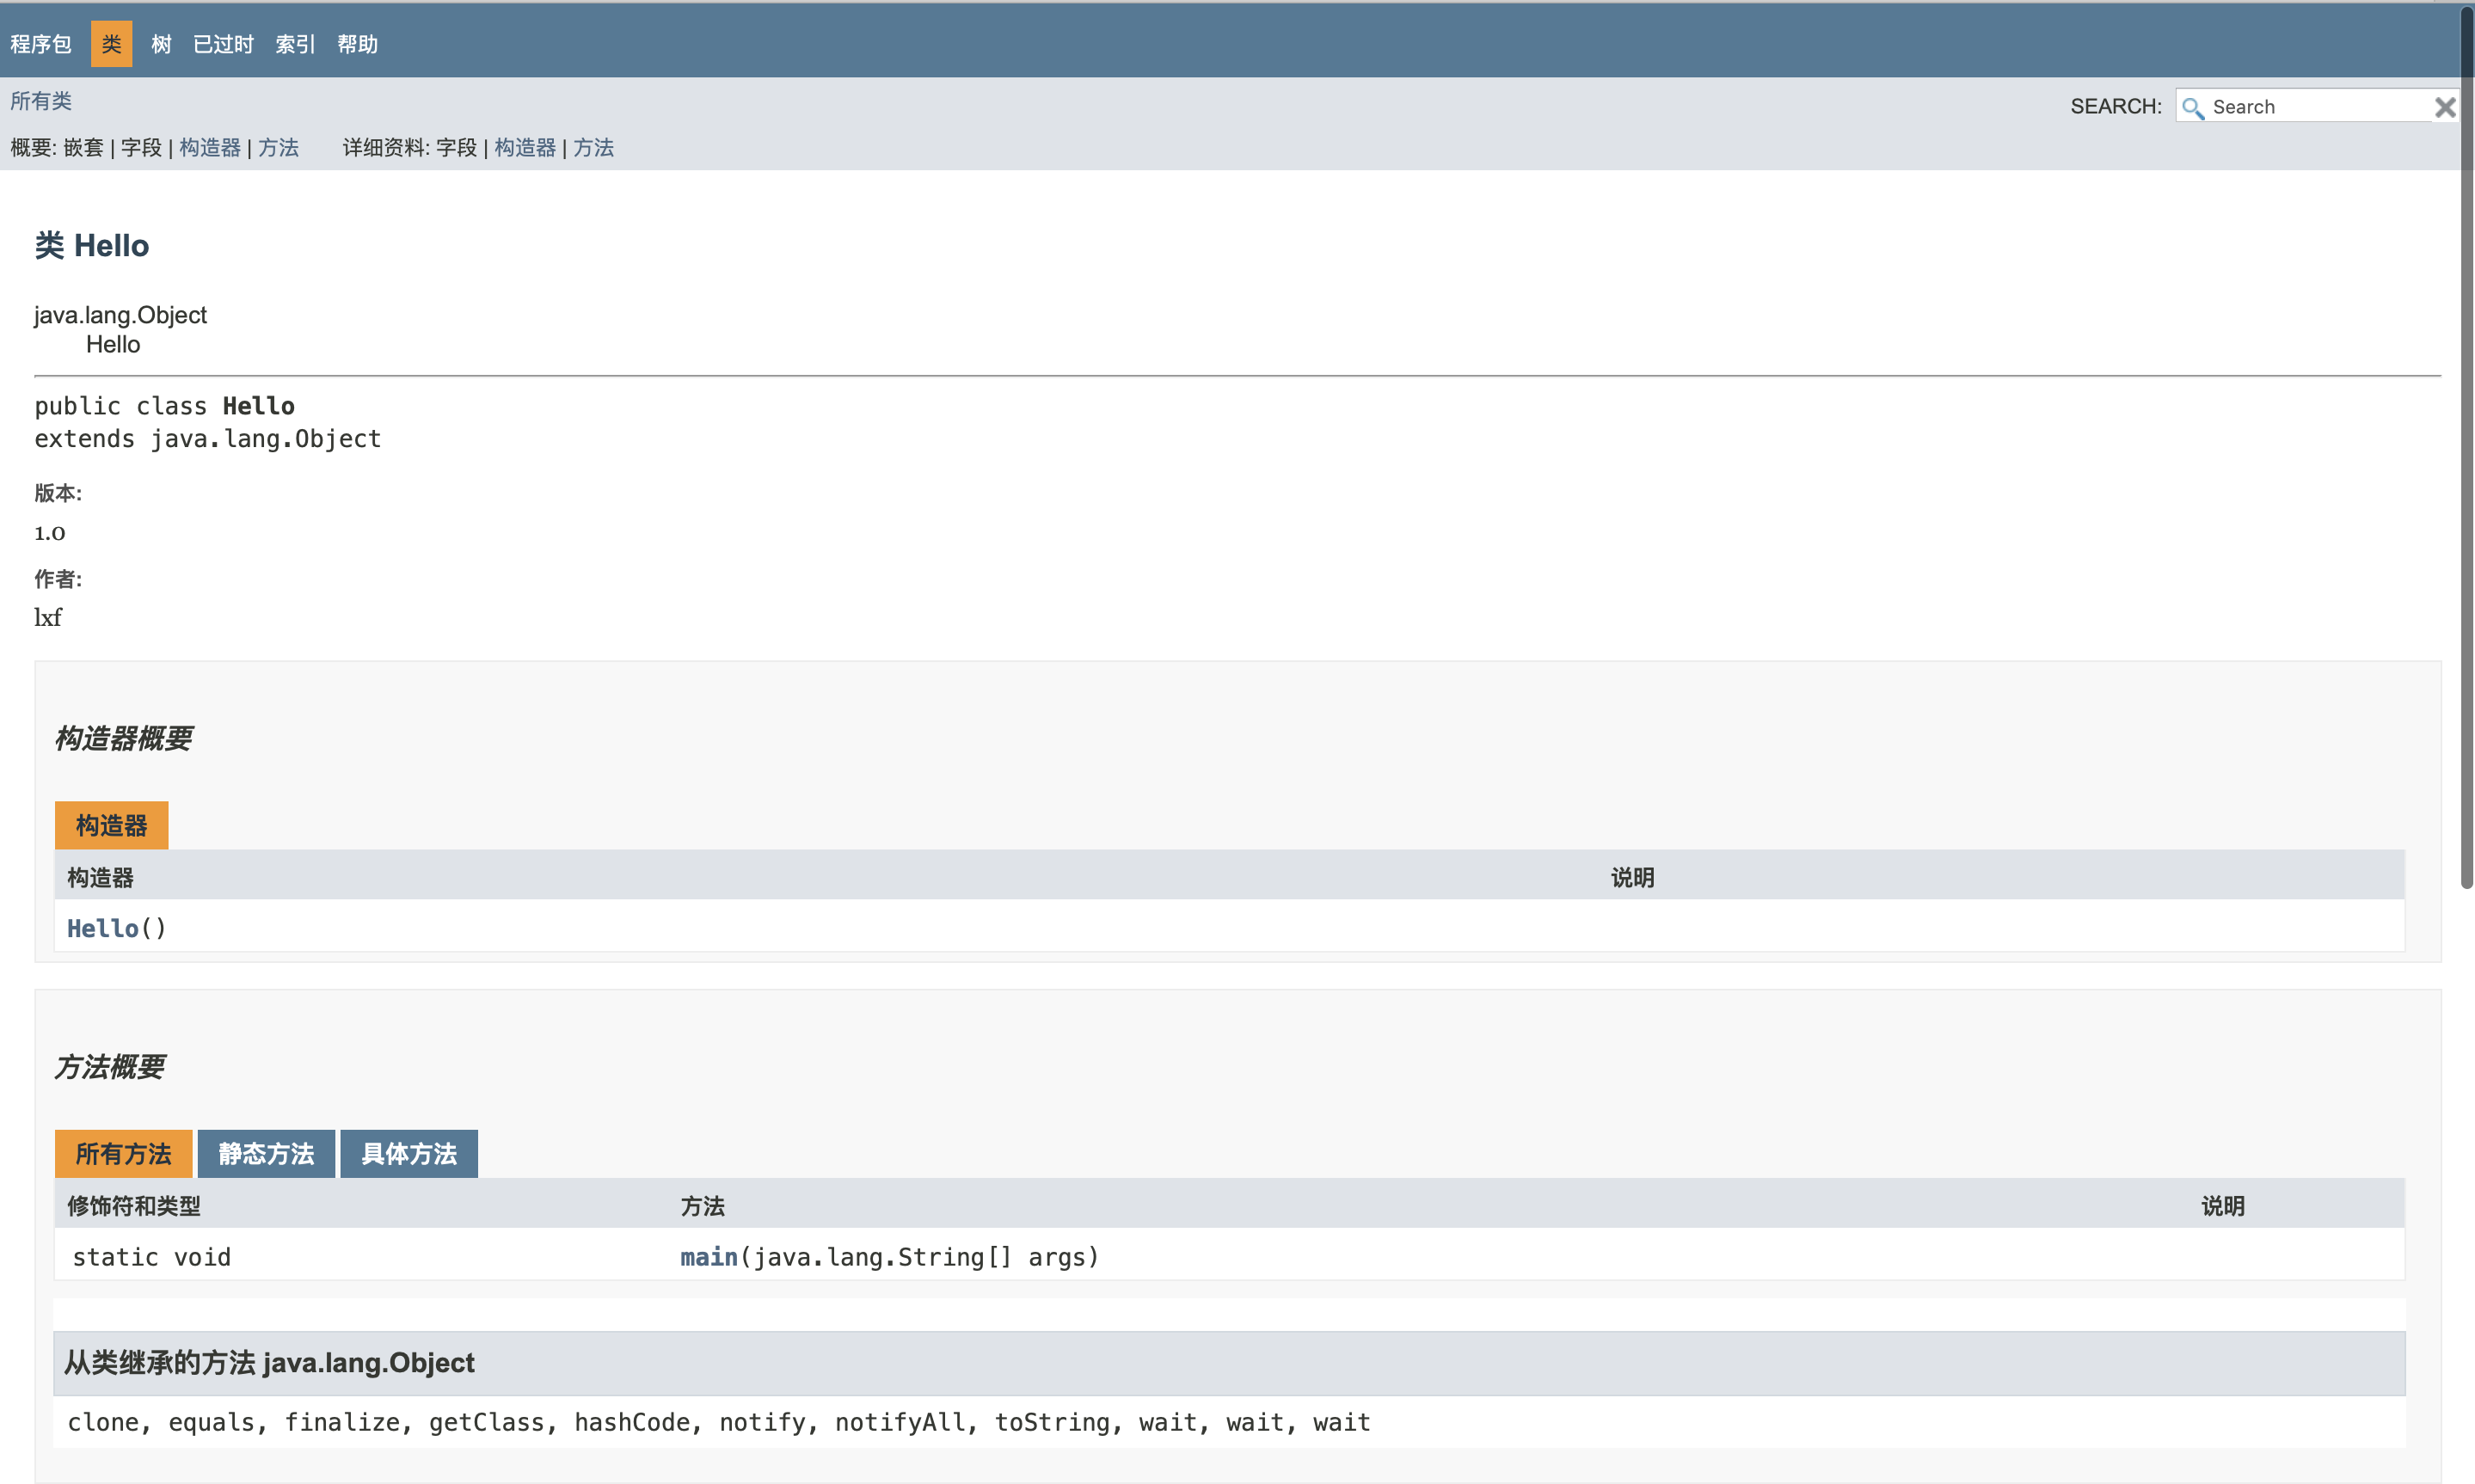 程序包 类 树 已过时 索引 帮助
所有类
SEARCH: Search
概要: 嵌套 | 字段 | 构造器 | 方法 详细资料: 字段 | 构造器 | 方法
类 Hello
java.lang.Object
Hello
public class Hello
extends java.lang.Object
版本:
1.0
作者:
lxf
构造器概要
构造器
构造器 说明
Hello()
方法概要
所有方法 静态方法 具体方法
修饰符和类型 方法 说明
static void main(java.lang.String[] args)
从类继承的方法 java.lang.Object
clone, equals, finalize, getClass, hashCode, notify, notifyAll, toString, wait, wait, wait